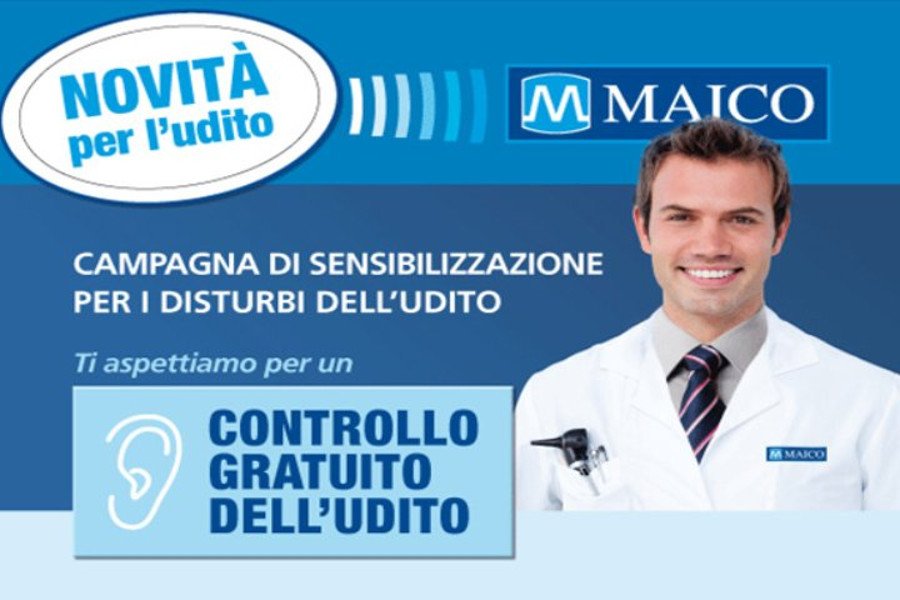 NOVITÀ
per l'udito
MAICO
CAMPAGNA DI SENSIBILIZZAZIONE
PER I DISTURBI DELL'UDITO
Ti aspettiamo per un
CONTROLLO
GRATUITO
DELL'UDITO
MAICO